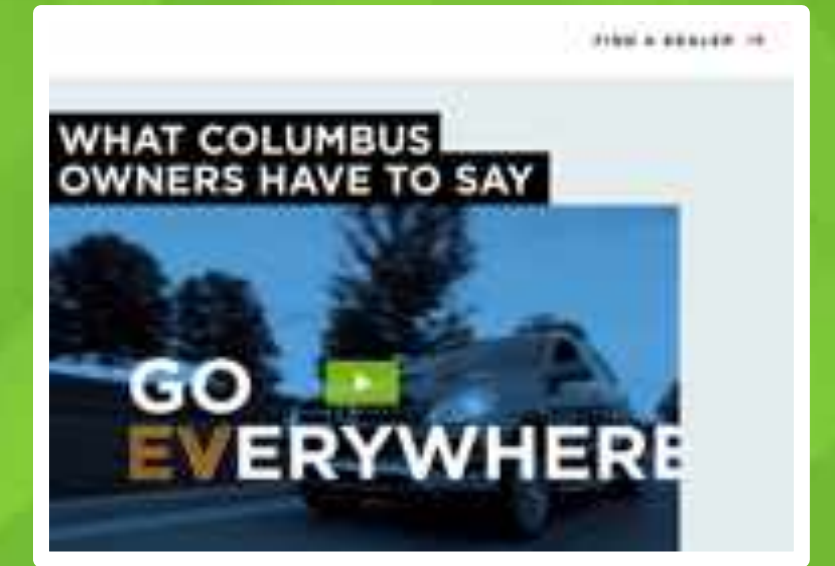 FIND A DEALER
WHAT COLUMBUS
OWNERS HAVE TO SAY
GO
EVERYWHERE